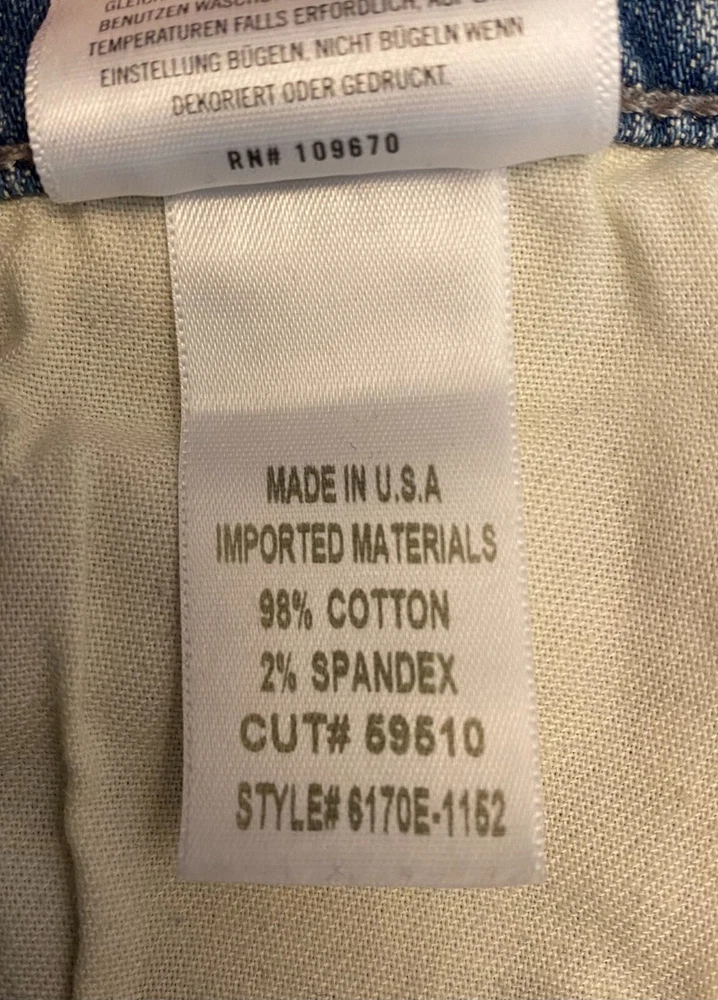 BENUTZEN
TEMPERATUREN FALLS ERFORDLICH,
EINSTELLUNG BÜGELN. NICHT BÜGELN WENN
DEKORIERT ODER GEDRUCKT.
RN# 109670
MADE IN U.S.A
IMPORTED MATERIALS
98% COTTON
2% SPANDEX
CUT# 59510
STYLE# 6170E-1152